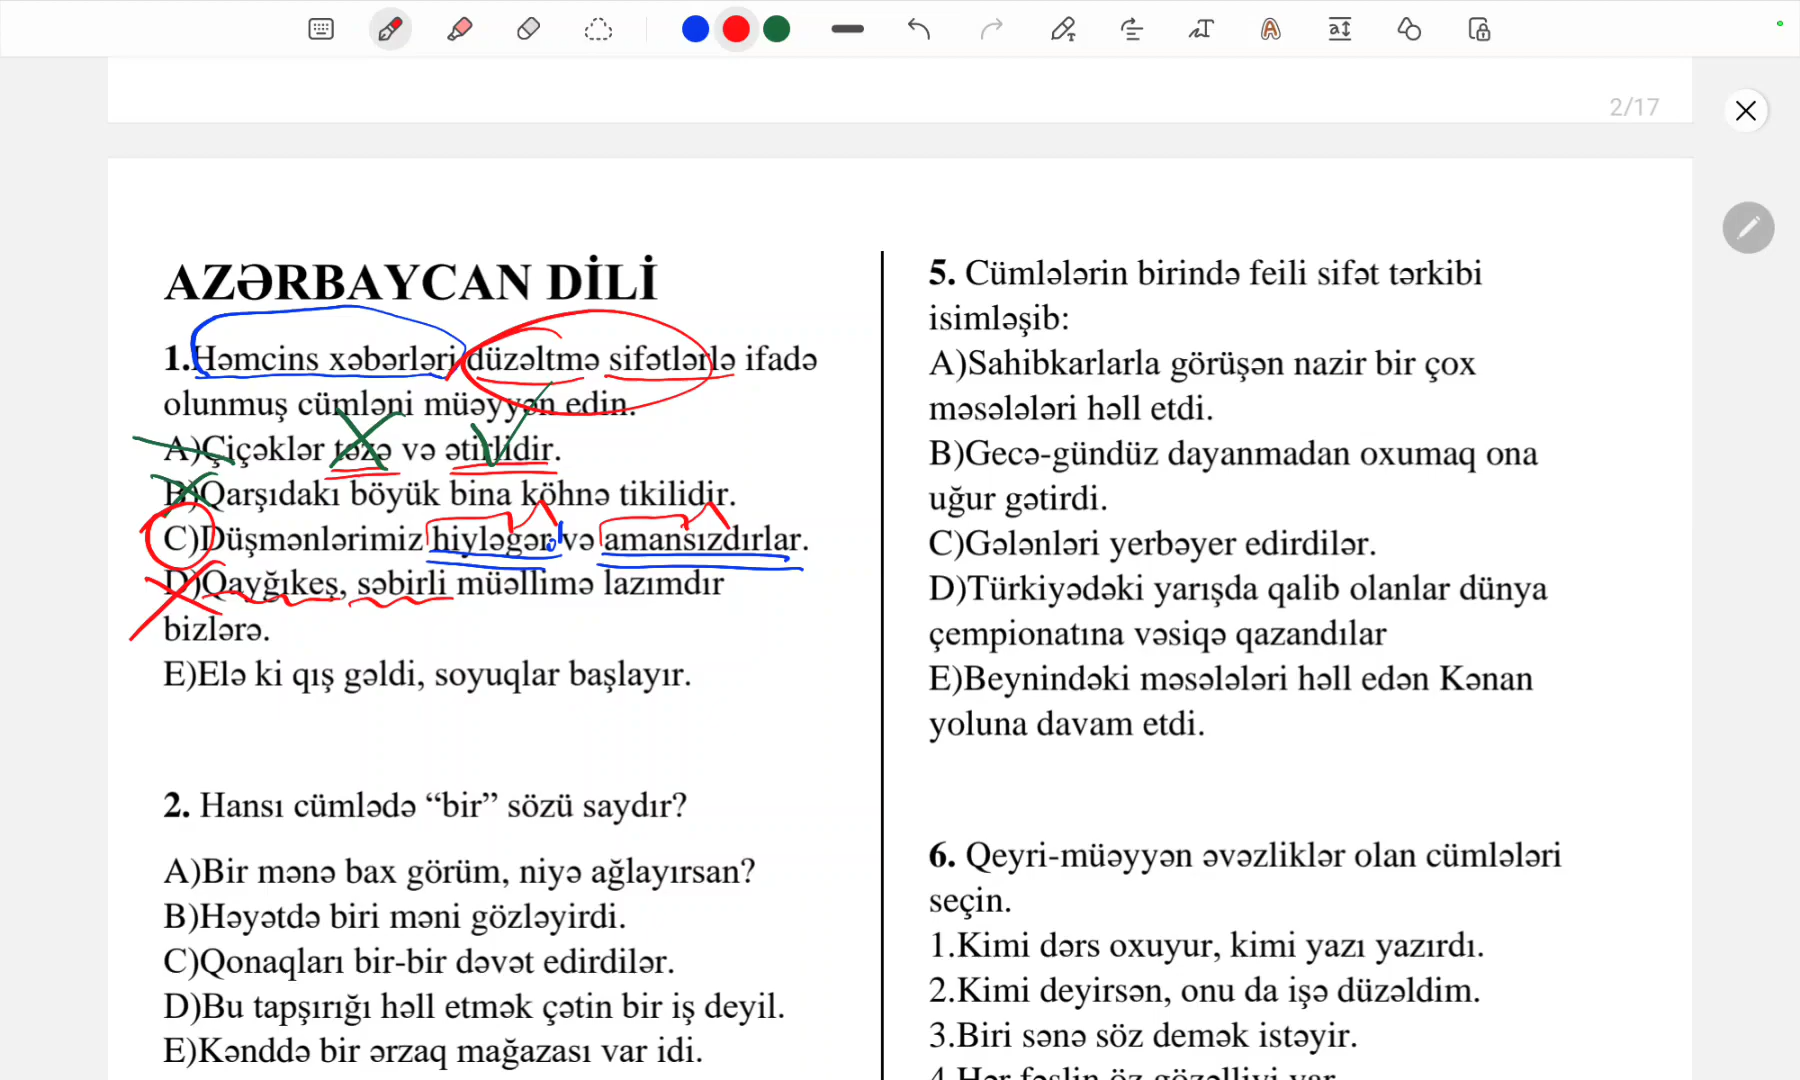 2/17
AZƏRBAYCAN DİLİ
1.Həmcins xəbərləri düzəltmə sifətlərlə ifadə
olunmuş cümləni müəyyən edin.
A)Çiçəklər təzə və ətirlidir.
B)Qarşıdakı böyük bina köhnə tikilidir.
C)Düşmənlərimiz hiyləgər və amansızdırlar.
D)Qayğıkeş, səbirli müəllimə lazımdır
bizlərə.
E)Elə ki qış gəldi, soyuqlar başlayır.
2. Hansı cümlədə “bir” sözü saydır?
A)Bir mənə bax görüm, niyə ağlayırsan?
B)Həyətdə biri məni gözləyirdi.
C)Qonaqları bir-bir dəvət edirdilər.
D)Bu tapşırığı həll etmək çətin bir iş deyil.
E)Kənddə bir ərzaq mağazası var idi.
5. Cümlələrin birində feili sifət tərkibi
isimləşib:
A)Sahibkarlarla görüşən nazir bir çox
məsələləri həll etdi.
B)Gecə-gündüz dayanmadan oxumaq ona
uğur gətirdi.
C)Gələnləri yerbəyer edirdilər.
D)Türkiyədəki yarışda qalib olanlar dünya
çempionatına vəsiqə qazandılar
E)Beynindəki məsələləri həll edən Kənan
yoluna davam etdi.
6. Qeyri-müəyyən əvəzliklər olan cümlələri
seçin.
1.Kimi dərs oxuyur, kimi yazı yazırdı.
2.Kimi deyirsən, onu da işə düzəldim.
3.Biri sənə söz demək istəyir.
4.Hər fəslin öz gözəlliyi var.